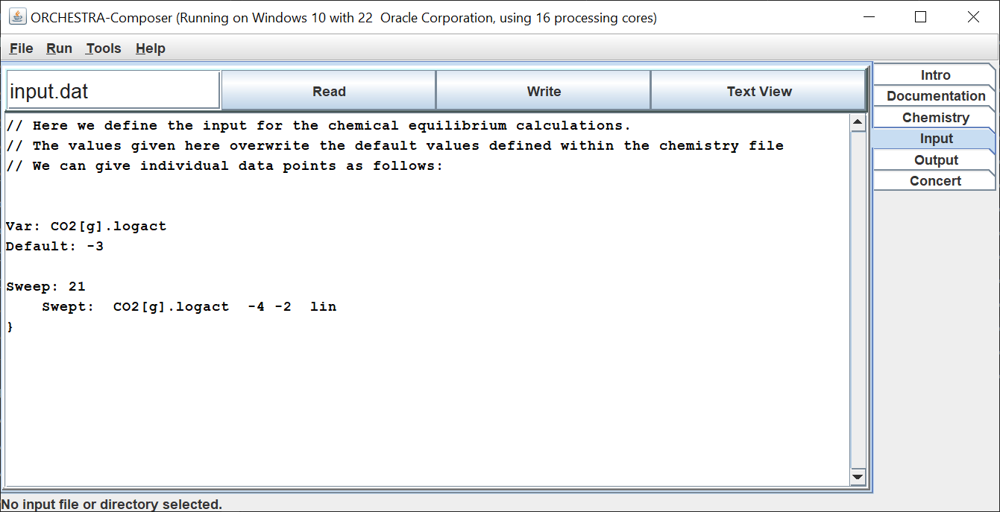 ORCHESTRA-Composer (Running on Windows 10 with 22  Oracle Corporation, using 16 processing cores)
File Run Tools Help
input.dat Read Write Text View
// Here we define the input for the chemical equilibrium calculations.
// The values given here overwrite the default values defined within the chemistry file
// We can give individual data points as follows:
Var: CO2[g].logact
Default: -3
Sweep: 21
    Swept:  CO2[g].logact  -4 -2  lin
}
Intro
Documentation
Chemistry
Input
Output
Concert
No input file or directory selected.